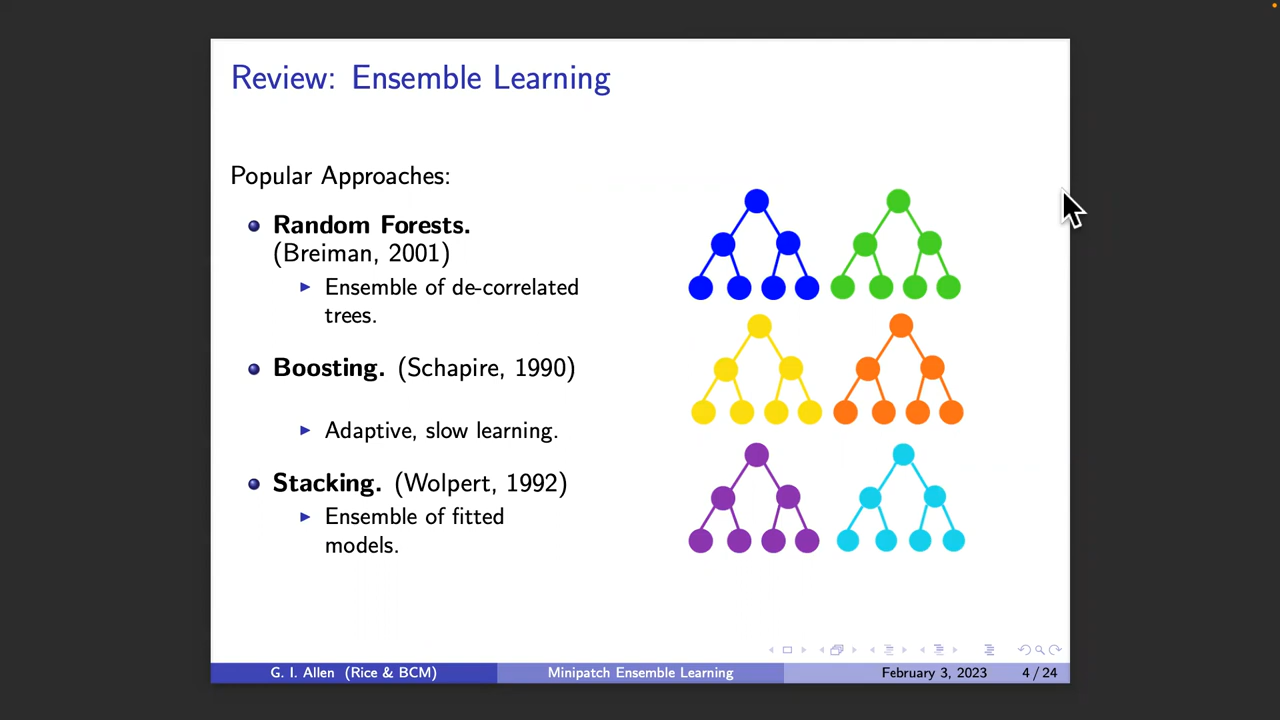 Review: Ensemble Learning
Popular Approaches:
Random Forests.
(Breiman, 2001)
Ensemble of de-correlated
trees.
Boosting. (Schapire, 1990)
Adaptive, slow learning.
Stacking. (Wolpert, 1992)
Ensemble of fitted
models.
G. I. Allen (Rice & BCM)
Minipatch Ensemble Learning
February 3, 2023
4 / 24